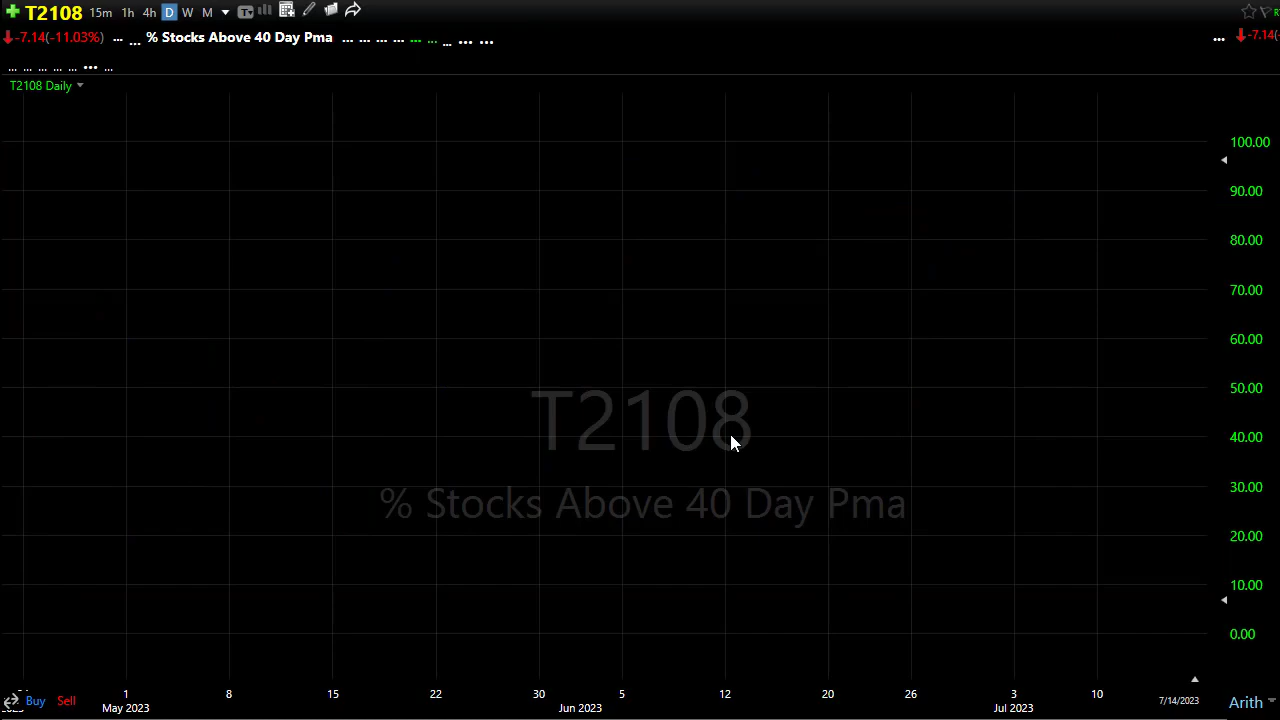 T2108 15m 1h 4h D W M
-7.14(-11.03%) ... ... % Stocks Above 40 Day Pma ... ... ... ... ... ... ... ... ... ... -7.14(-
... ... ... ... ... ... ...
T2108 Daily
100.00
90.00
80.00
70.00
60.00
50.00
40.00
30.00
20.00
10.00
0.00
T2108
% Stocks Above 40 Day Pma
Buy Sell
1 8 15 22 30 5 12 20 26 3 10 7/14/2023
May 2023 Jun 2023 Jul 2023
Arith